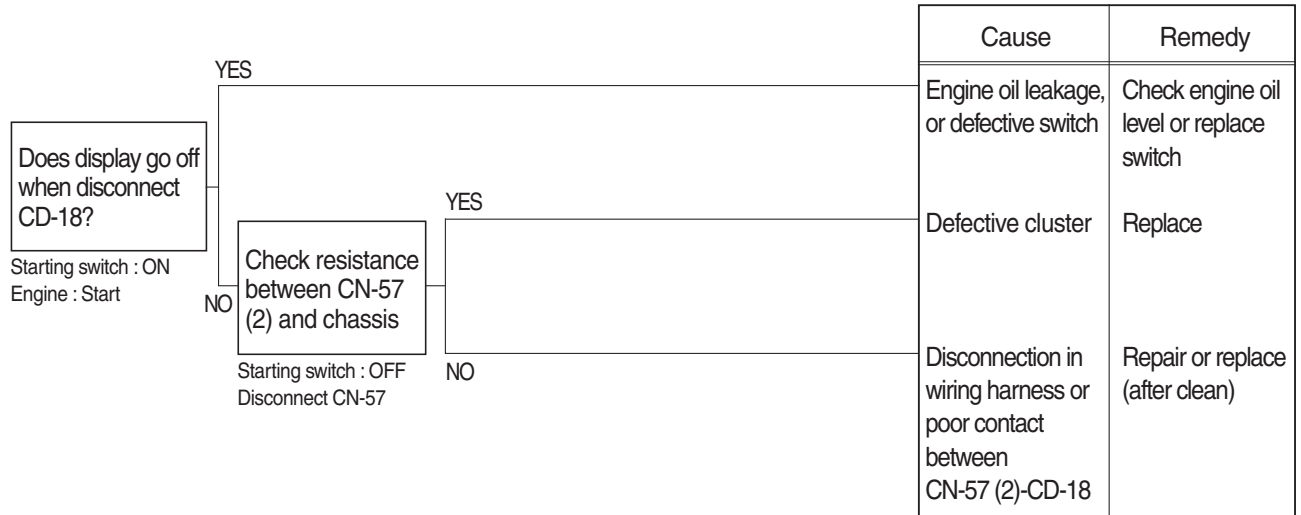 Cause
Remedy
YES
Engine oil leakage,
or defective switch
Check engine oil
level or replace
switch
Does display go off
when disconnect
CD-18?
Starting switch : ON
Engine : Start
YES
Defective cluster
Replace
NO
Check resistance
between CN-57
(2) and chassis
Starting switch : OFF
Disconnect CN-57
NO
Disconnection in
wiring harness or
poor contact
between
CN-57 (2)-CD-18
Repair or replace
(after clean)